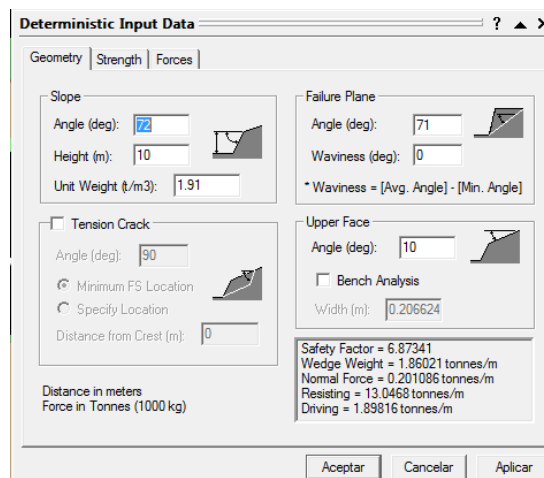 Deterministic Input Data ? ▲ ×
Geometry Strength Forces
Slope
Angle (deg): 72
Height (m): 10
Unit Weight (t/m3): 1.91
Failure Plane
Angle (deg): 71
Waviness (deg): 0
* Waviness = [Avg. Angle] - [Min. Angle]
Tension Crack
Angle (deg): 90
Minimum FS Location
Specify Location
Distance from Crest (m): 0
Upper Face
Angle (deg): 10
Bench Analysis
Width (m): 0.206624
Distance in meters
Force in Tonnes (1000 kg)
Safety Factor = 6.87341
Wedge Weight = 1.86021 tonnes/m
Normal Force = 0.201086 tonnes/m
Resisting = 13.0468 tonnes/m
Driving = 1.89816 tonnes/m
Aceptar Cancelar Aplicar